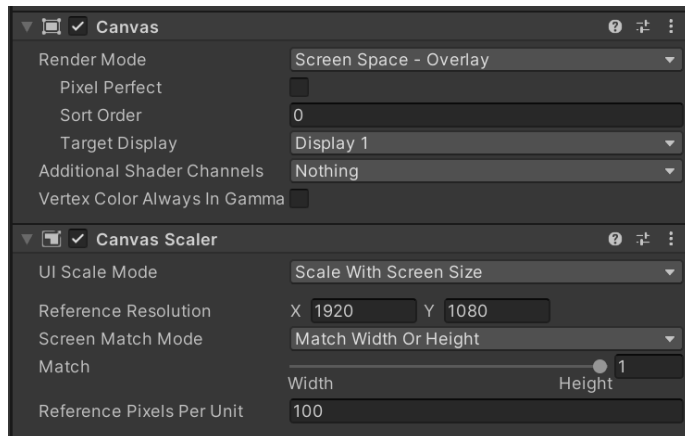 Canvas
Render Mode Screen Space - Overlay
Pixel Perfect
Sort Order 0
Target Display Display 1
Additional Shader Channels Nothing
Vertex Color Always In Gamma
Canvas Scaler
UI Scale Mode Scale With Screen Size
Reference Resolution X 1920 Y 1080
Screen Match Mode Match Width Or Height
Match 1
Width Height
Reference Pixels Per Unit 100